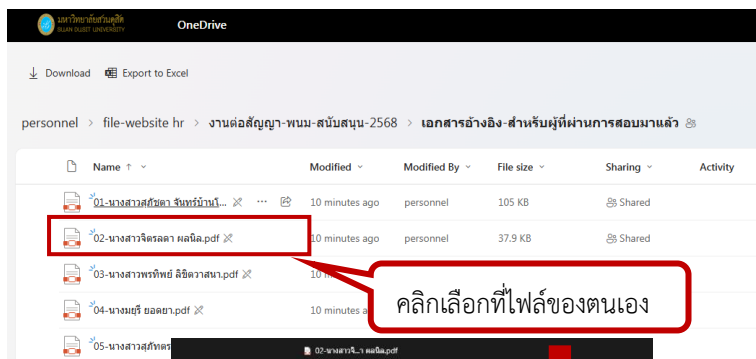 มหาวิทยาลัยสวนดุสิต
SUAN DUSIT UNIVERSITY
OneDrive
Download Export to Excel
personnel > file-website hr > งานต่อสัญญา-พนม-สนับสนุน-2568 > เอกสารอ้างอิง-สำหรับผู้ที่ผ่านการสอบมาแล้ว
Name Modified Modified By File size Sharing Activity
01-นางสาวสุภัชตา จันทร์บ้านโ... 10 minutes ago personnel 105 KB Shared
02-นางสาวจิตรลดา ผลนิล.pdf 10 minutes ago personnel 37.9 KB Shared
03-นางสาวพรทิพย์ ลิขิตวาสนา.pdf 10
04-นางมยุรี ยอดยา.pdf 10 minutes a
คลิกเลือกที่ไฟล์ของตนเอง
05-นางสาวสุภัทตร
02-นางสาวจิ...า ผลนิล.pdf